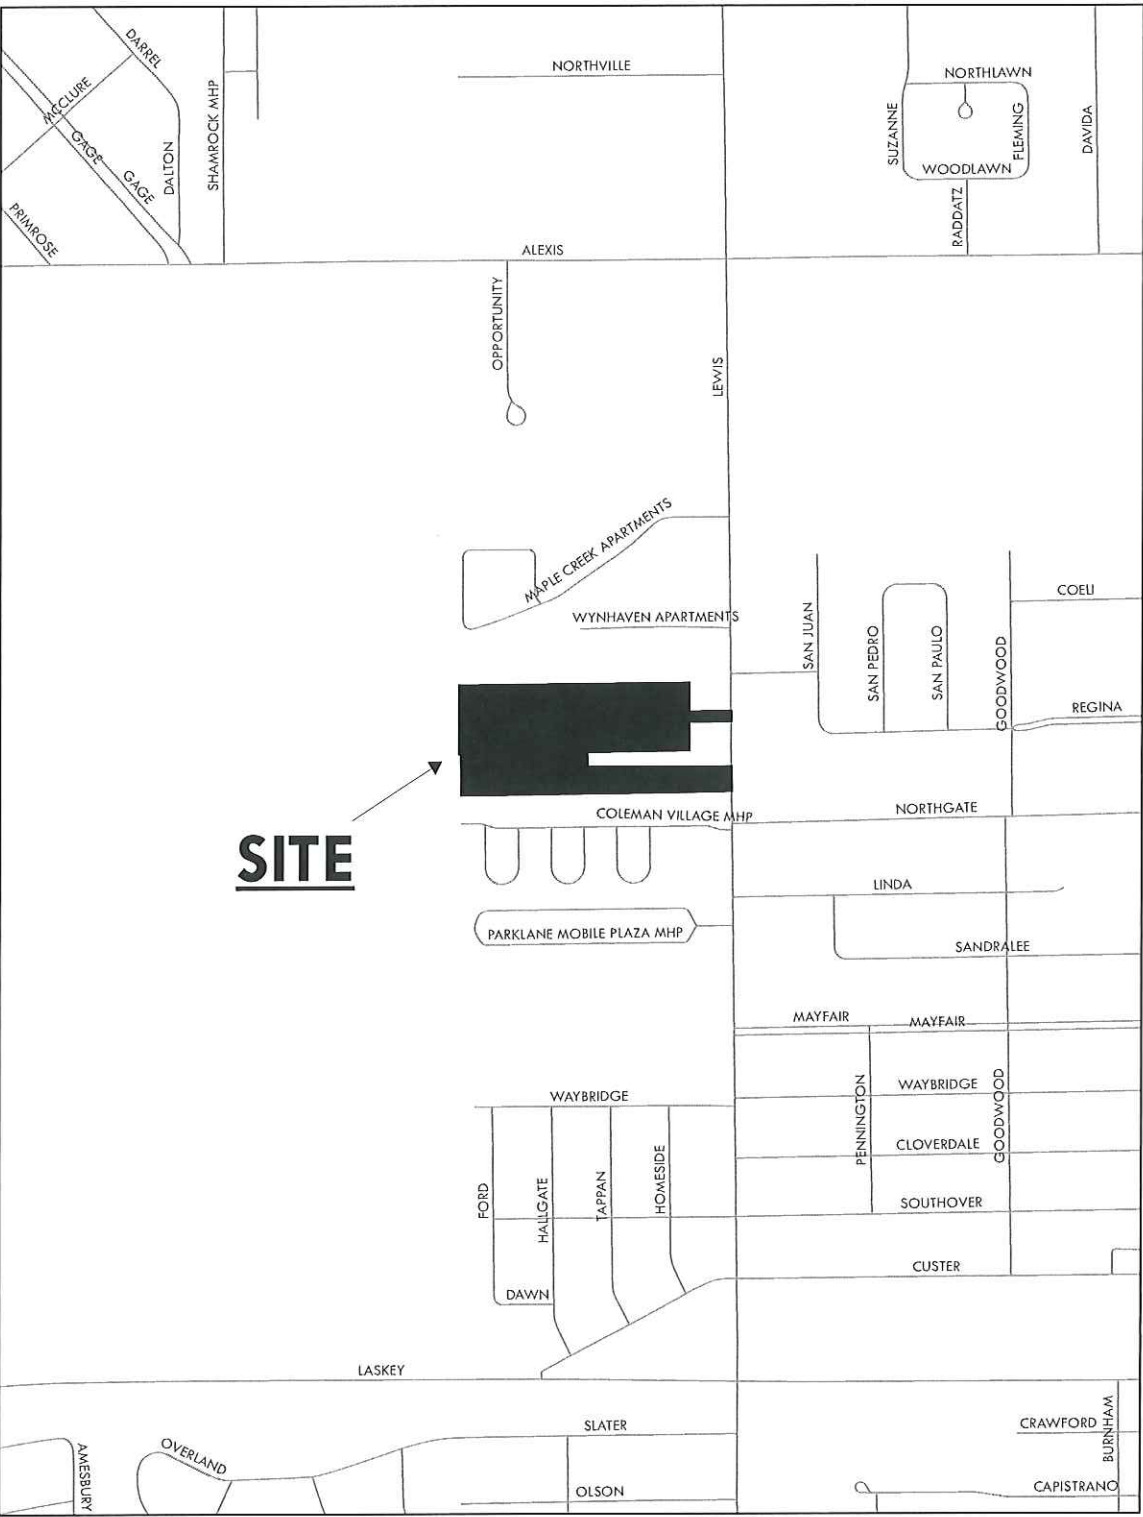 DARREL
NORTHVILLE
NORTHLAWN
MCCLURE
SHAMROCK MHP
SUZANNE
FLEMING
DAVIDA
GAGE
DALTON
WOODLAWN
GAGE
PRIMROSE
RADDATZ
ALEXIS
OPPORTUNITY
LEWIS
MAPLE CREEK APARTMENTS
COELI
WYNHAVEN APARTMENTS
SAN JUAN
SAN PEDRO
SAN PAULO
GOODWOOD
REGINA
NORTHGATE
COLEMAN VILLAGE MHP
SITE
LINDA
PARKLANE MOBILE PLAZA MHP
SANDRALEE
MAYFAIR
MAYFAIR
WAYBRIDGE
PENNINGTON
WAYBRIDGE
GOODWOOD
CLOVERDALE
FORD
HALLGATE
TAPPAN
HOMESIDE
SOUTHOVER
CUSTER
DAWN
LASKEY
SLATER
CRAWFORD
BURNHAM
OVERLAND
AMESBURY
OLSON
CAPISTRANO